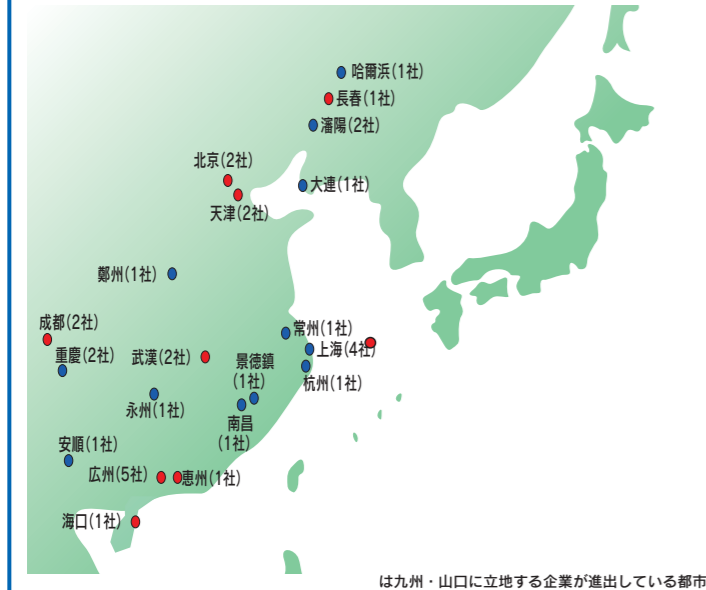 哈爾浜(1社)
長春(1社)
瀋陽(2社)
北京(2社)
大連(1社)
天津(2社)
鄭州(1社)
成都(2社)
常州(1社)
上海(4社)
重慶(2社)
武漢(2社)
景徳鎮
(1社)
杭州(1社)
永州(1社)
南昌
(1社)
安順(1社)
広州(5社)
恵州(1社)
海口(1社)
は九州・山口に立地する企業が進出している都市